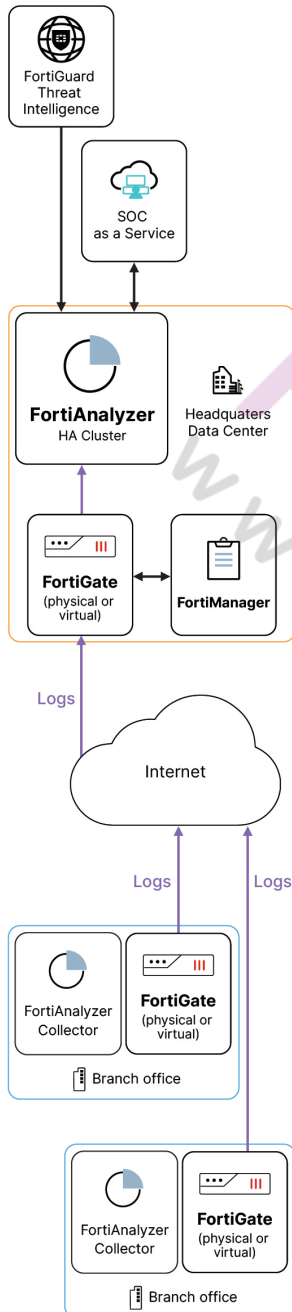 FortiGuard
Threat
Intelligence
SOC
as a Service
FortiAnalyzer
HA Cluster
Headquaters
Data Center
FortiGate
(physical or
virtual)
FortiManager
Logs
Internet
Logs
Logs
FortiAnalyzer
Collector
FortiGate
(physical or
virtual)
Branch office
FortiAnalyzer
Collector
FortiGate
(physical or
virtual)
Branch office